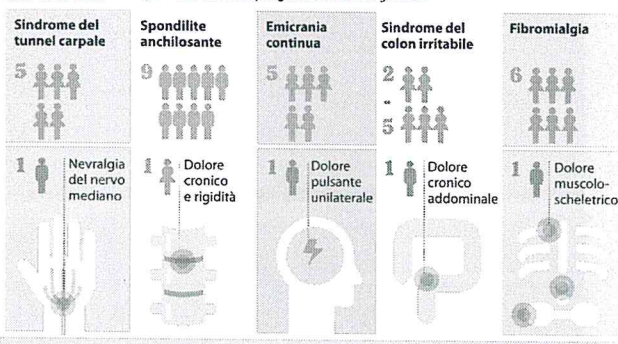 Sindrome del
tunnel carpale
5
1
Nevralgia
del nervo
mediano
Spondilite
anchilosante
9
1
Dolore
cronico
e rigidità
Emicrania
continua
5
1
Dolore
pulsante
unilaterale
Sindrome del
colon irritabile
2
-
5
1
Dolore
cronico
addominale
Fibromialgia
6
1
Dolore
muscolo-
scheletrico